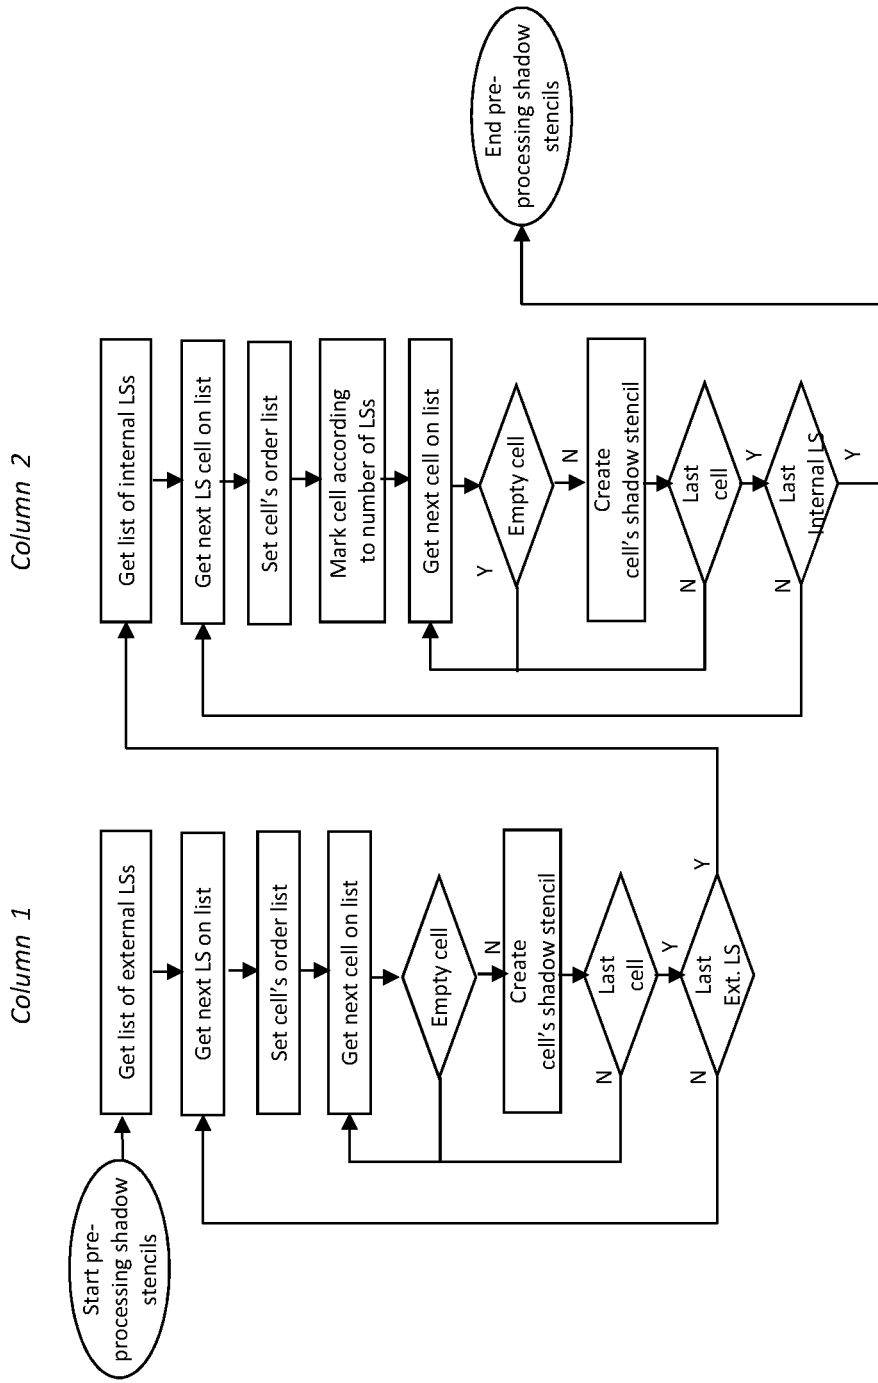 Column 1
Start pre-
processing shadow
stencils
Get list of external LSs
Get next LS on list
Set cell's order list
Get next cell on list
Empty cell
N
Create
cell's shadow stencil
Last
cell
N
Y
Last
Ext. LS
N
Y
Column 2
Get list of internal LSs
Get next LS cell on list
Set cell's order list
Mark cell according
to number of LSs
Get next cell on list
Y
Empty cell
N
Create
cell's shadow stencil
Last
cell
N
Y
Last
Internal LS
N
Y
End pre-
processing shadow
stencils